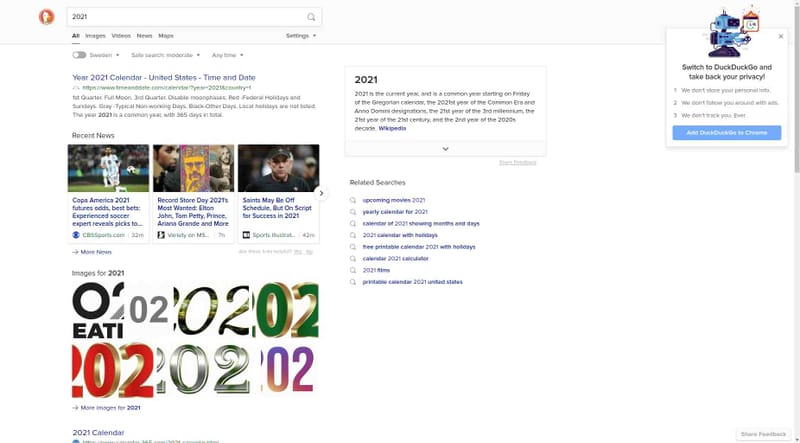 2021
All Images Videos News Maps Settings
Sweden Safe search: moderate Any time
Year 2021 Calendar - United States - Time and Date
https://www.timeanddate.com/calendar/?year=2021&country=1
1st Quarter. Full Moon. 3rd Quarter. Disable moonphases. Red -Federal Holidays and
Sundays. Gray -Typical Non-working Days. Black-Other Days. Local holidays are not listed.
The year 2021 is a common year, with 365 days in total.
Recent News
Copa America 2021
futures odds, best bets:
Experienced soccer
expert reveals picks to...
CBSSports.com 32m
Record Store Day 2021's
Most Wanted: Elton
John, Tom Petty, Prince,
Ariana Grande and More
Variety on MS... 7h
Saints May Be Off
Schedule, But On Script
for Success in 2021
Sports Illustrat... 42m
More News
Are these links helpful? Yes No
Images for 2021
02
EATI
02
202
202
202
202
02
More Images for 2021
2021 Calendar
2021
2021 is the current year, and is a common year starting on Friday
of the Gregorian calendar, the 2021st year of the Common Era and
Anno Domini designations, the 21st year of the 3rd millennium, the
21st year of the 21st century, and the 2nd year of the 2020s
decade. Wikipedia
Share Feedback
Related Searches
upcoming movies 2021
yearly calendar for 2021
calendar of 2021 showing months and days
2021 calendar with holidays
free printable calendar 2021 with holidays
calendar 2021 calculator
2021 films
printable calendar 2021 united states
Switch to DuckDuckGo and
take back your privacy!
1 We don't store your personal info.
2 We don't follow you around with ads.
3 We don't track you. Ever.
Add DuckDuckGo to Chrome
Share Feedback